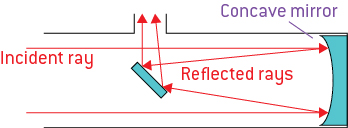 Concave mirror
Incident ray
Reflected rays